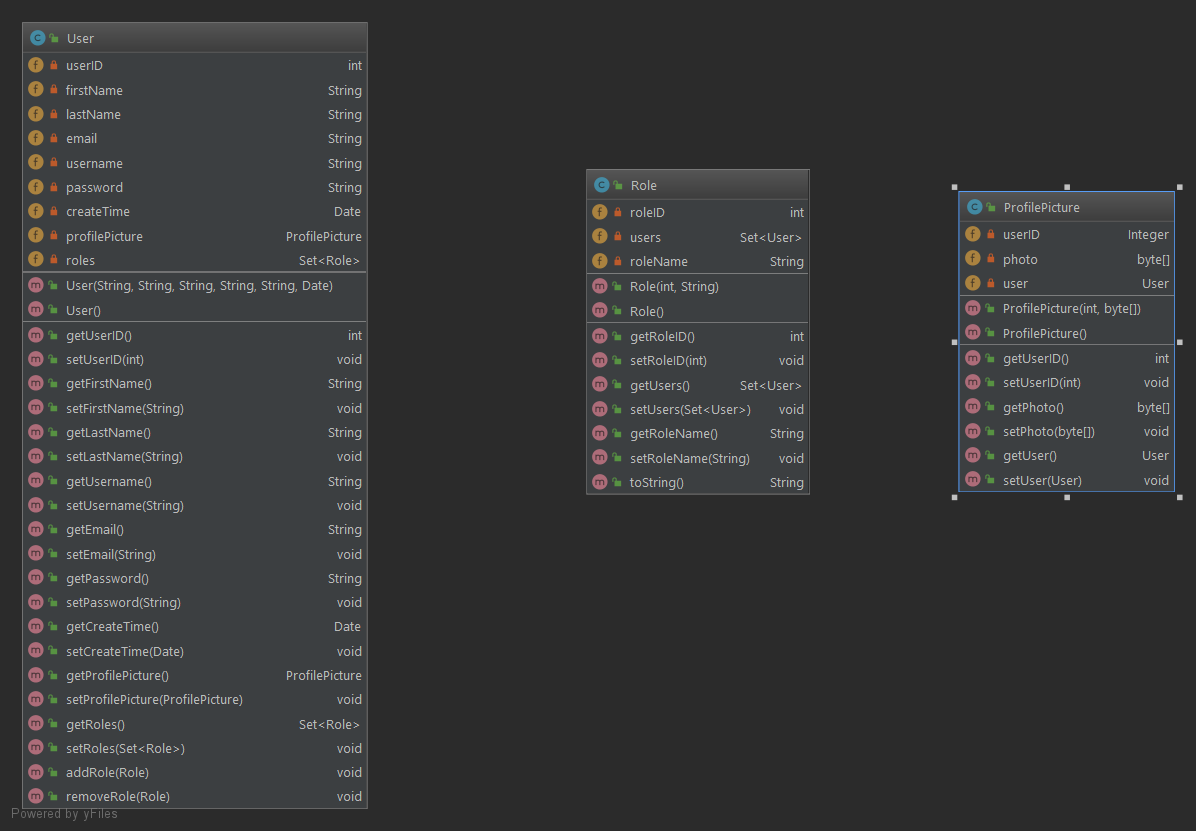 User
userID int
firstName String
lastName String
email String
username String
password String
createTime Date
profilePicture ProfilePicture
roles Set<Role>
User(String, String, String, String, String, Date)
User()
getUserID() int
setUserID(int) void
getFirstName() String
setFirstName(String) void
getLastName() String
setLastName(String) void
getUsername() String
setUsername(String) void
getEmail() String
setEmail(String) void
getPassword() String
setPassword(String) void
getCreateTime() Date
setCreateTime(Date) void
getProfilePicture() ProfilePicture
setProfilePicture(ProfilePicture) void
getRoles() Set<Role>
setRoles(Set<Role>) void
addRole(Role) void
removeRole(Role) void
Role
roleID int
users Set<User>
roleName String
Role(int, String)
Role()
getRoleID() int
setRoleID(int) void
getUsers() Set<User>
setUsers(Set<User>) void
getRoleName() String
setRoleName(String) void
toString() String
ProfilePicture
userID Integer
photo byte[]
user User
ProfilePicture(int, byte[])
ProfilePicture()
getUserID() int
setUserID(int) void
getPhoto() byte[]
setPhoto(byte[]) void
getUser() User
setUser(User) void
Powered by yFiles